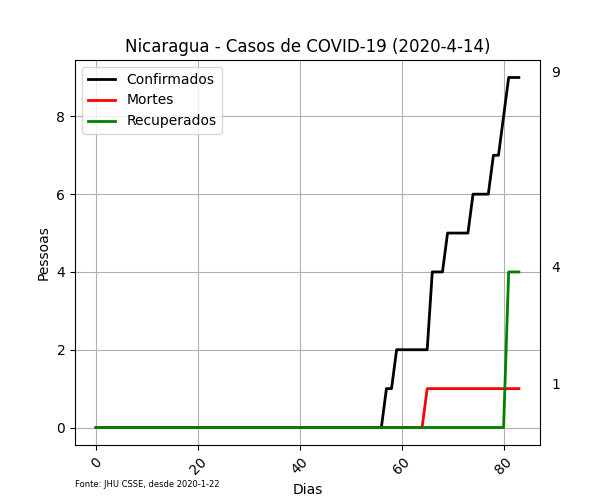 Nicaragua - Casos de COVID-19 (2020-4-14)
Confirmados
Mortes
Recuperados
9
4
1
8
6
4
2
0
Pessoas
0 20 40 60 80
Dias
Fonte: JHU CSSE, desde 2020-1-22